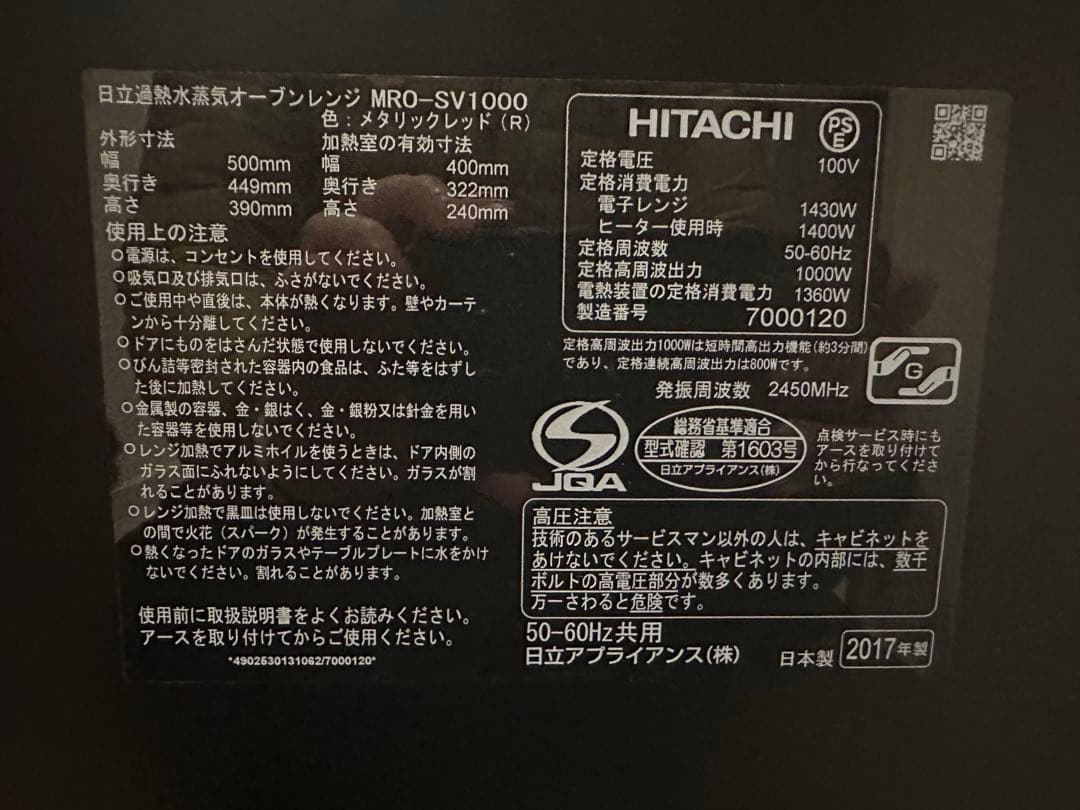 日立過熱水蒸気オーブンレンジ MRO-SV1000
色：メタリックレッド（R）
外形寸法
幅 500mm
奥行き 449mm
高さ 390mm
加熱室の有効寸法
幅 400mm
奥行き 322mm
高さ 240mm
使用上の注意
○電源は、コンセントを使用してください。
○吸気口及び排気口は、ふさがないでください。
○ご使用中や直後は、本体が熱くなります。壁やカーテ
ンから十分離してください。
○ドアにものをはさんだ状態で使用しないでください。
○びん詰等密封された容器内の食品は、ふた等をはずし
た後に加熱してください。
○金属製の容器、金・銀はく、金・銀粉又は針金を用い
た容器等を使用しないでください。
○レンジ加熱でアルミホイルを使うときは、ドア内側の
ガラス面にふれないようにしてください。ガラスが割
れることがあります。
○レンジ加熱で黒皿は使用しないでください。加熱室と
の間で火花（スパーク）が発生することがあります。
○熱くなったドアのガラスやテーブルプレートに水をかけ
ないでください。割れることがあります。
使用前に取扱説明書をよくお読みください。
アースを取り付けてからご使用ください。
*4902530131062/7000120*
HITACHI
PS
E
定格電圧 100V
定格消費電力
電子レンジ 1430W
ヒーター使用時 1400W
定格周波数 50-60Hz
定格高周波出力 1000W
電熱装置の定格消費電力 1360W
製造番号 7000120
定格高周波出力1000Wは短時間高出力機能(約3分間)
であり、定格連続高周波出力は800Wです。
発振周波数 2450MHz
G
JQA
総務省基準適合
型式確認 第1603号
日立アプライアンス(株)
点検サービス時にも
アースを取り付けて
から行なってくださ
い。
高圧注意
技術のあるサービスマン以外の人は、キャビネットを
あけないでください。キャビネットの内部には、数千
ボルトの高電圧部分が数多くあります。
万一さわると危険です。
50-60Hz共用
日立アプライアンス(株)
日本製
2017年製